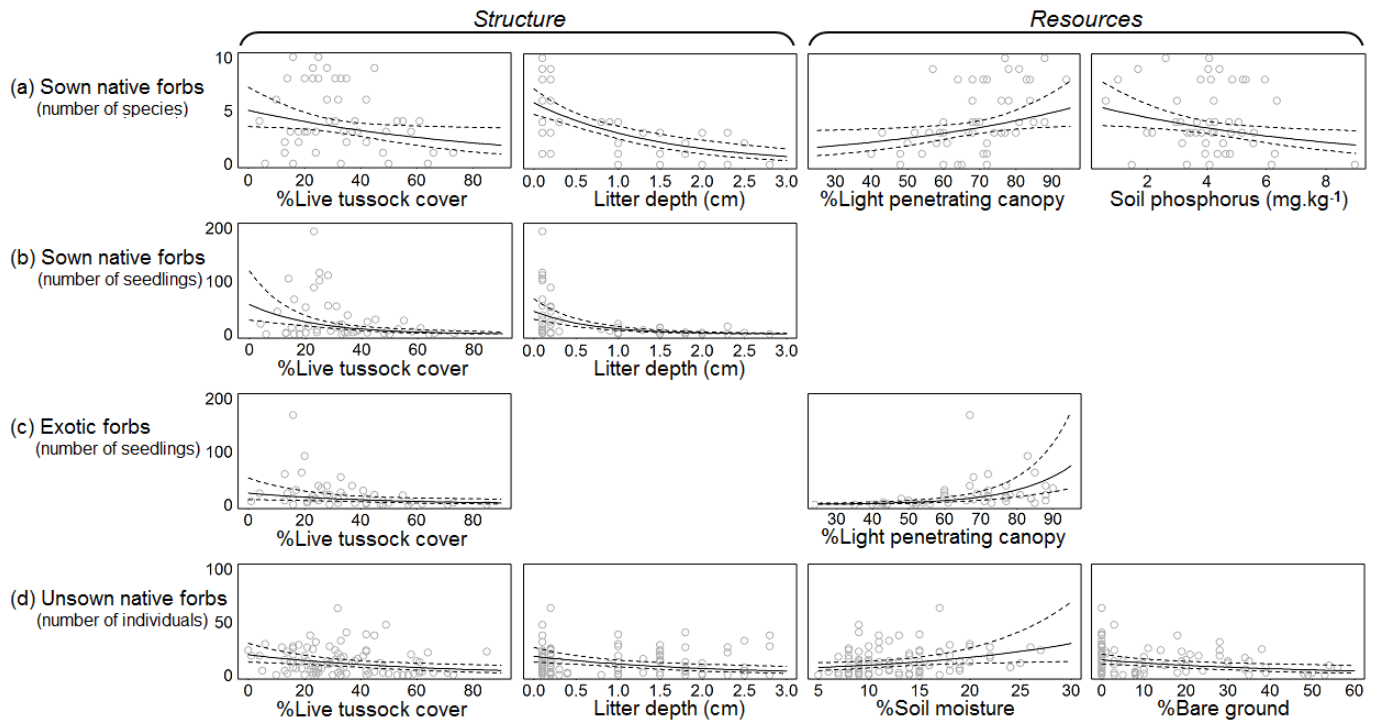 Structure Resources
(a) Sown native forbs
(number of species)
10
5
0
0 20 40 60 80
%Live tussock cover
0.0 0.5 1.0 1.5 2.0 2.5 3.0
Litter depth (cm)
30 40 50 60 70 80 90
%Light penetrating canopy
2 4 6 8
Soil phosphorus (mg.kg-1)
(b) Sown native forbs
(number of seedlings)
200
100
0
0 20 40 60 80
%Live tussock cover
0.0 0.5 1.0 1.5 2.0 2.5 3.0
Litter depth (cm)
(c) Exotic forbs
(number of seedlings)
200
100
0
0 20 40 60 80
%Live tussock cover
30 40 50 60 70 80 90
%Light penetrating canopy
(d) Unsown native forbs
(number of individuals)
100
50
0
0 20 40 60 80
%Live tussock cover
0.0 0.5 1.0 1.5 2.0 2.5 3.0
Litter depth (cm)
5 10 15 20 25 30
%Soil moisture
0 10 20 30 40 50 60
%Bare ground